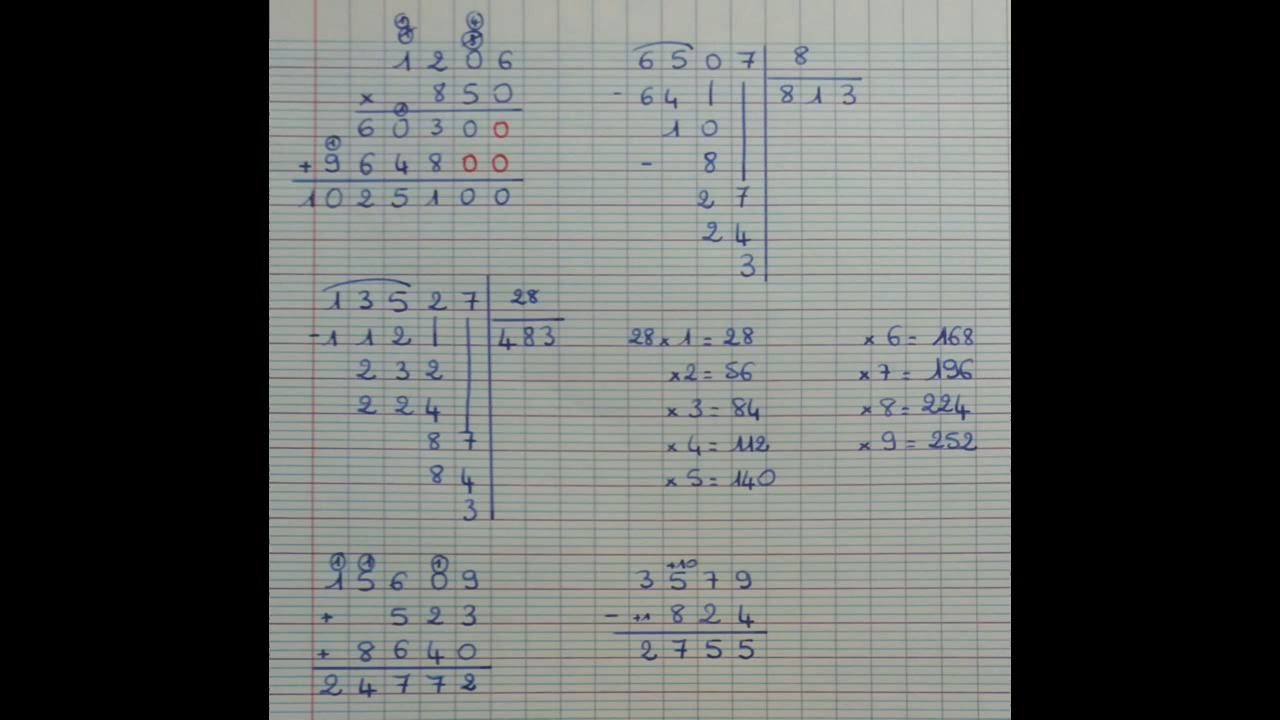 1 2 0 6
× 8 5 0
6 0 3 0 0
+ 9 6 4 8 0 0
1 0 2 5 1 0 0
6 5 0 7 | 8
- 6 4 | 8 1 3
1 0
- 8
2 7
2 4
3
1 3 5 2 7 | 28
- 1 1 2 | 4 8 3
2 3 2
2 2 4
8 7
8 4
3
28 × 1 = 28
× 2 = 56
× 3 = 84
× 4 = 112
× 5 = 140
× 6 = 168
× 7 = 196
× 8 = 224
× 9 = 252
① ① ①
1 5 6 0 9
+ 5 2 3
+ 8 6 4 0
2 4 7 7 2
+10
3 5 7 9
- +1 8 2 4
2 7 5 5